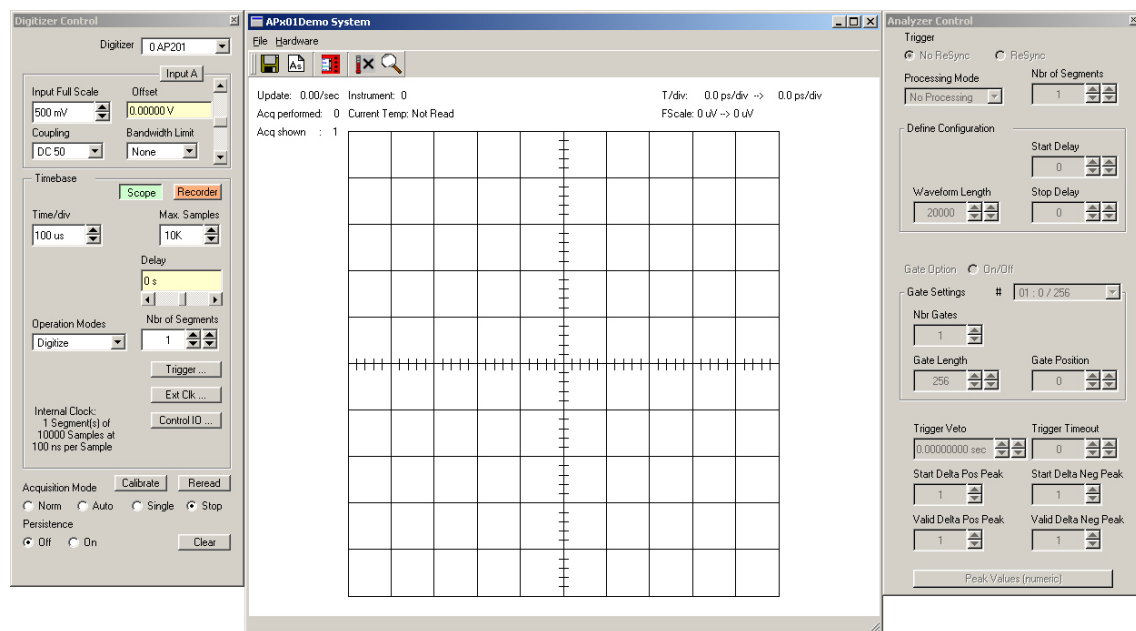 Digitizer Control
Digitizer 0 AP201
Input A
Input Full Scale Offset
500 mV 0.00000 V
Coupling Bandwidth Limit
DC 50 None
Timebase
Scope Recorder
Time/div Max. Samples
100 us 10K
Delay
0 s
Operation Modes Nbr of Segments
Digitize 1
Trigger ...
Ext Clk ...
Control IO ...
Internal Clock:
1 Segment(s) of
10000 Samples at
100 ns per Sample
Acquisition Mode Calibrate Reread
Norm Auto Single Stop
Persistence
Off On Clear
APx01Demo System
File Hardware
As
Update: 0.00/sec Instrument: 0 T/div: 0.0 ps/div --> 0.0 ps/div
Acq performed: 0 Current Temp: Not Read FScale: 0 uV --> 0 uV
Acq shown : 1
Analyzer Control
Trigger
No ReSync ReSync
Processing Mode Nbr of Segments
No Processing 1
Define Configuration
Start Delay
0
Waveform Length Stop Delay
20000 0
Gate Option On/Off
Gate Settings # 01 : 0 / 256
Nbr Gates
1
Gate Length Gate Position
256 0
Trigger Veto Trigger Timeout
0.00000000 sec 0
Start Delta Pos Peak Start Delta Neg Peak
1 1
Valid Delta Pos Peak Valid Delta Neg Peak
1 1
Peak Values (numeric)